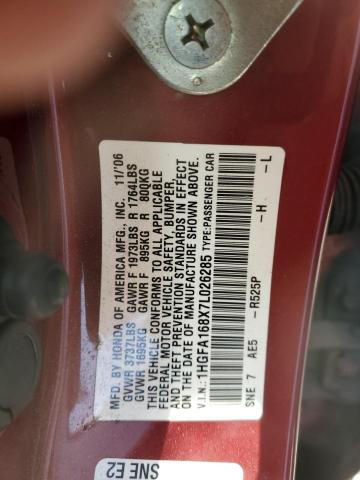 MFD. BY HONDA OF AMERICA MFG., INC. 11/'06
GVWR 3737LBS GAWR F 1973LBS R 1764LBS
GVWR 1695KG GAWR F 895KG R 800KG
THIS VEHICLE CONFORMS TO ALL APPLICABLE
FEDERAL MOTOR VEHICLE SAFETY, BUMPER,
AND THEFT PREVENTION STANDARDS IN EFFECT
ON THE DATE OF MANUFACTURE SHOWN ABOVE.
V.I.N.: 1HGFA168X7L026285 TYPE:PASSENGER CAR
SNE 7 AE5 -R525P -H -L
SNE E2